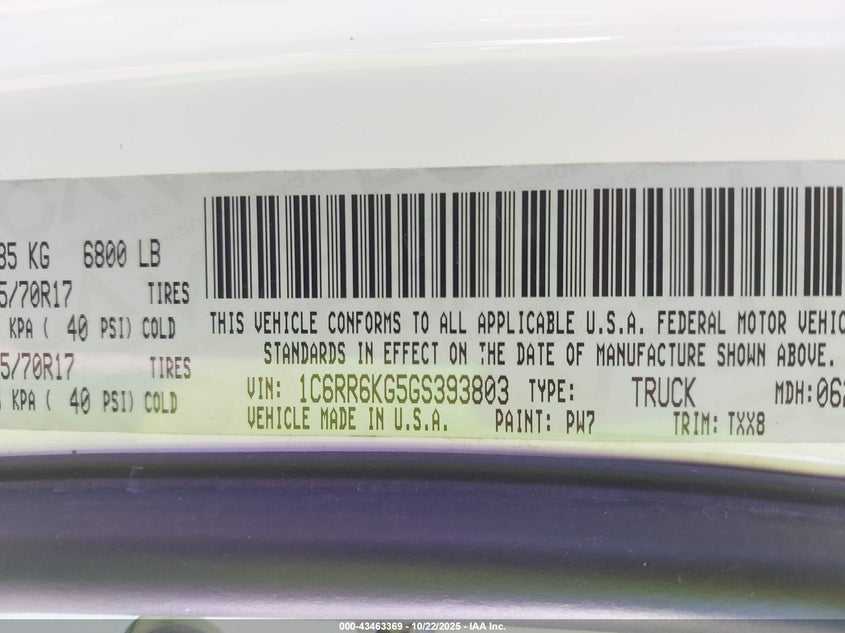 85 KG 6800 LB
5/70R17 TIRES
KPA ( 40 PSI) COLD
5/70R17 TIRES
KPA ( 40 PSI) COLD
THIS VEHICLE CONFORMS TO ALL APPLICABLE U.S.A. FEDERAL MOTOR VEHIC
STANDARDS IN EFFECT ON THE DATE OF MANUFACTURE SHOWN ABOVE.
VIN: 1C6RR6KG5GS393803 TYPE: TRUCK MDH: 062
VEHICLE MADE IN U.S.A. PAINT: PW7 TRIM: TXX8
000-43463369 - 10/22/2025 - IAA Inc.